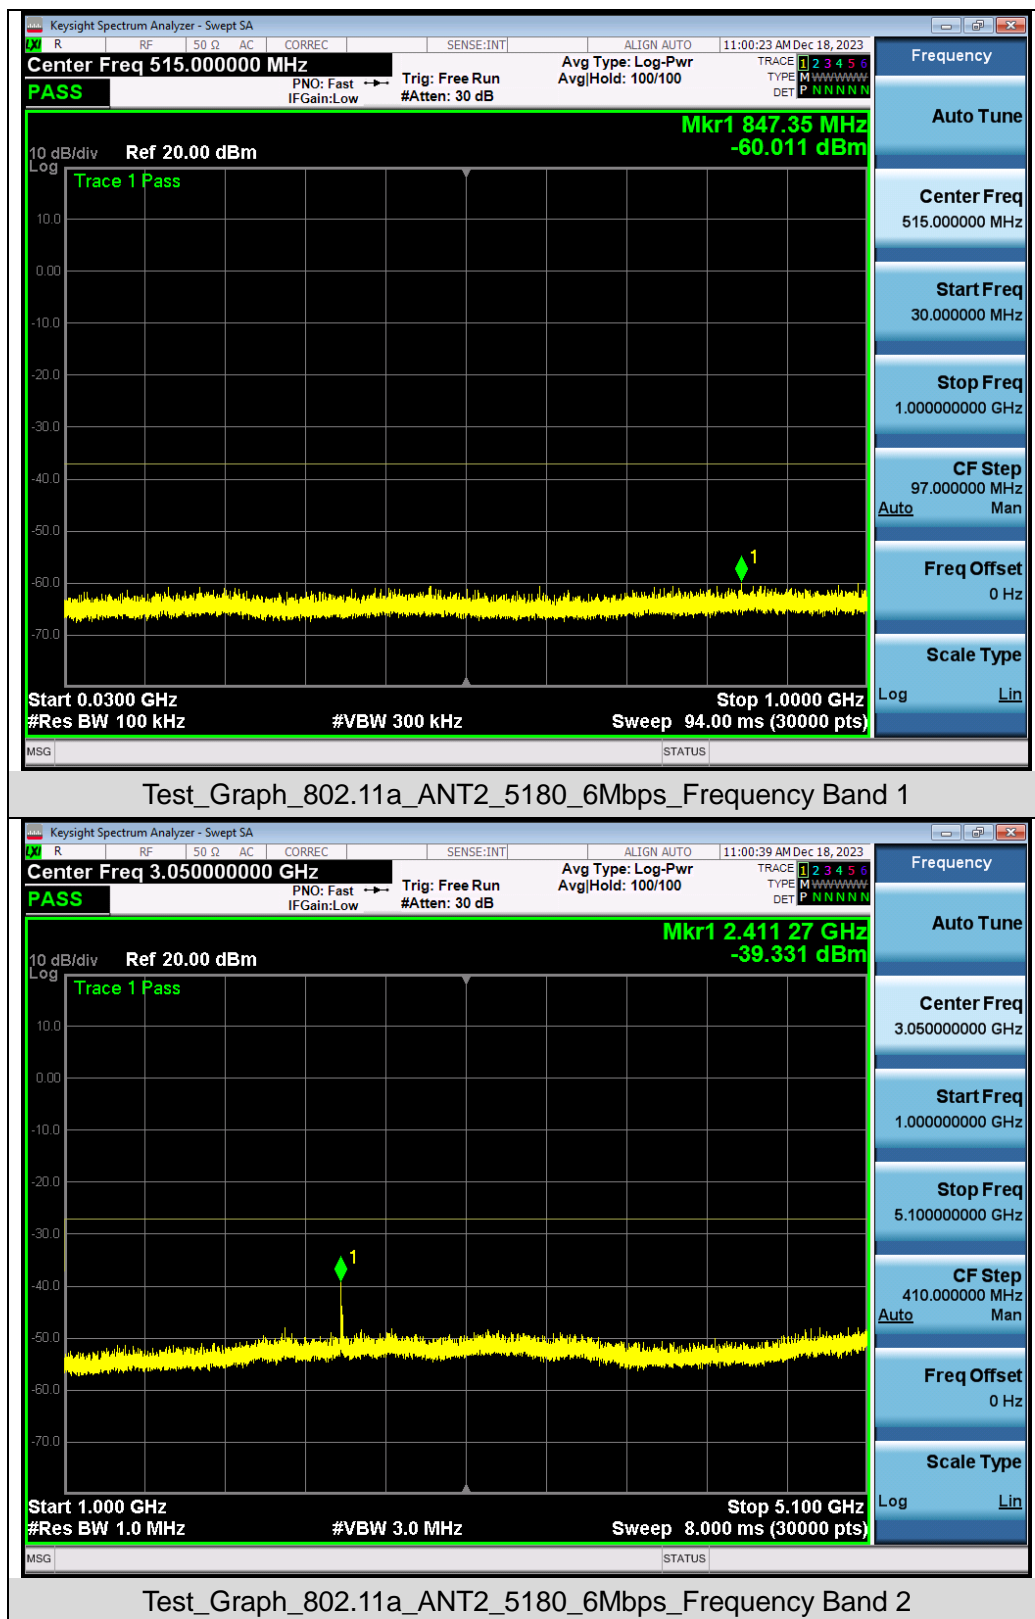 Keysight Spectrum Analyzer - Swept SA
LXI R RF 50 Ω AC CORREC SENSE:INT ALIGN AUTO 11:00:23 AM Dec 18, 2023
Center Freq 515.000000 MHz
PNO: Fast
IFGain:Low
Trig: Free Run
#Atten: 30 dB
Avg Type: Log-Pwr
Avg|Hold: 100/100
TRACE 1 2 3 4 5 6
TYPE M WWWWW
DET P N N N N N
PASS
Mkr1 847.35 MHz
-60.011 dBm
10 dB/div Ref 20.00 dBm
Log
Trace 1 Pass
10.0
0.00
-10.0
-20.0
-30.0
-40.0
-50.0
-60.0
-70.0
1
Start 0.0300 GHz Stop 1.0000 GHz
#Res BW 100 kHz #VBW 300 kHz Sweep 94.00 ms (30000 pts)
MSG STATUS
Frequency
Auto Tune
Center Freq
515.000000 MHz
Start Freq
30.000000 MHz
Stop Freq
1.000000000 GHz
CF Step
97.000000 MHz
Auto Man
Freq Offset
0 Hz
Scale Type
Log Lin
Test_Graph_802.11a_ANT2_5180_6Mbps_Frequency Band 1
Keysight Spectrum Analyzer - Swept SA
LXI R RF 50 Ω AC CORREC SENSE:INT ALIGN AUTO 11:00:39 AM Dec 18, 2023
Center Freq 3.050000000 GHz
PNO: Fast
IFGain:Low
Trig: Free Run
#Atten: 30 dB
Avg Type: Log-Pwr
Avg|Hold: 100/100
TRACE 1 2 3 4 5 6
TYPE M WWWWW
DET P N N N N N
PASS
Mkr1 2.411 27 GHz
-39.331 dBm
10 dB/div Ref 20.00 dBm
Log
Trace 1 Pass
10.0
0.00
-10.0
-20.0
-30.0
-40.0
-50.0
-60.0
-70.0
1
Start 1.000 GHz Stop 5.100 GHz
#Res BW 1.0 MHz #VBW 3.0 MHz Sweep 8.000 ms (30000 pts)
MSG STATUS
Frequency
Auto Tune
Center Freq
3.050000000 GHz
Start Freq
1.000000000 GHz
Stop Freq
5.100000000 GHz
CF Step
410.000000 MHz
Auto Man
Freq Offset
0 Hz
Scale Type
Log Lin
Test_Graph_802.11a_ANT2_5180_6Mbps_Frequency Band 2